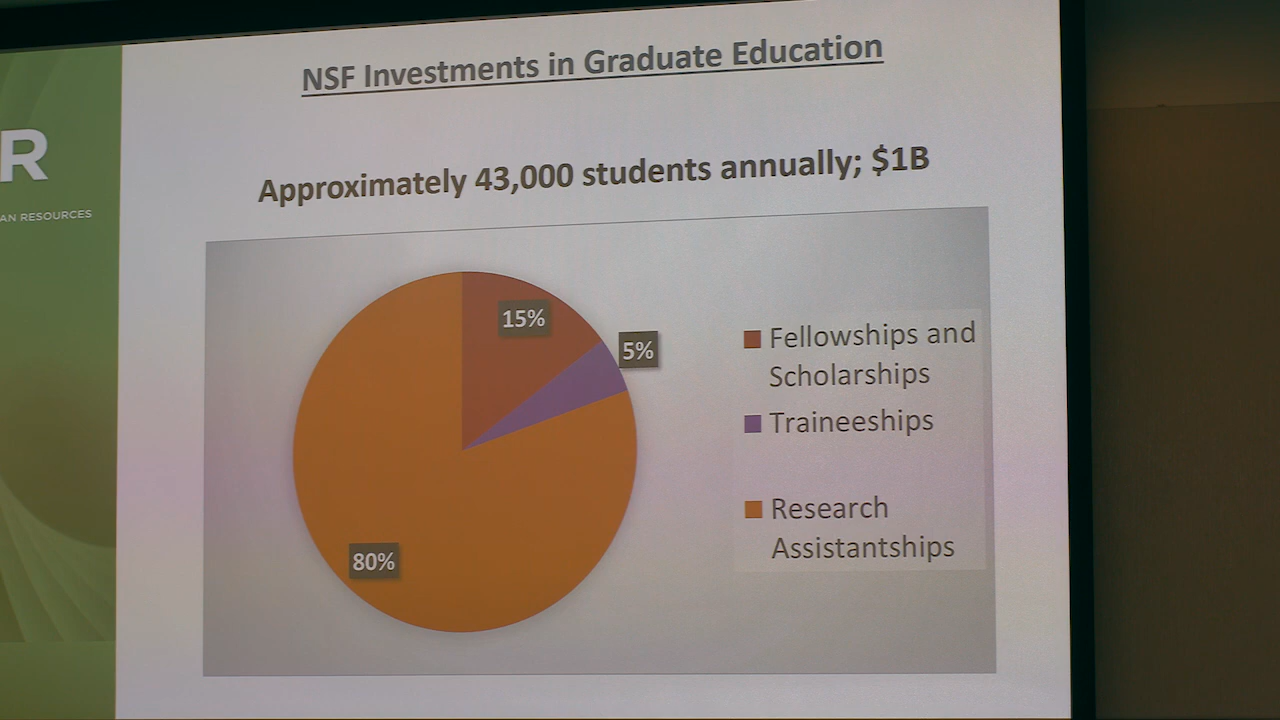 NSF Investments in Graduate Education
Approximately 43,000 students annually; $1B
R
AN RESOURCES
15%
5%
80%
Fellowships and
Scholarships
Traineeships
Research
Assistantships